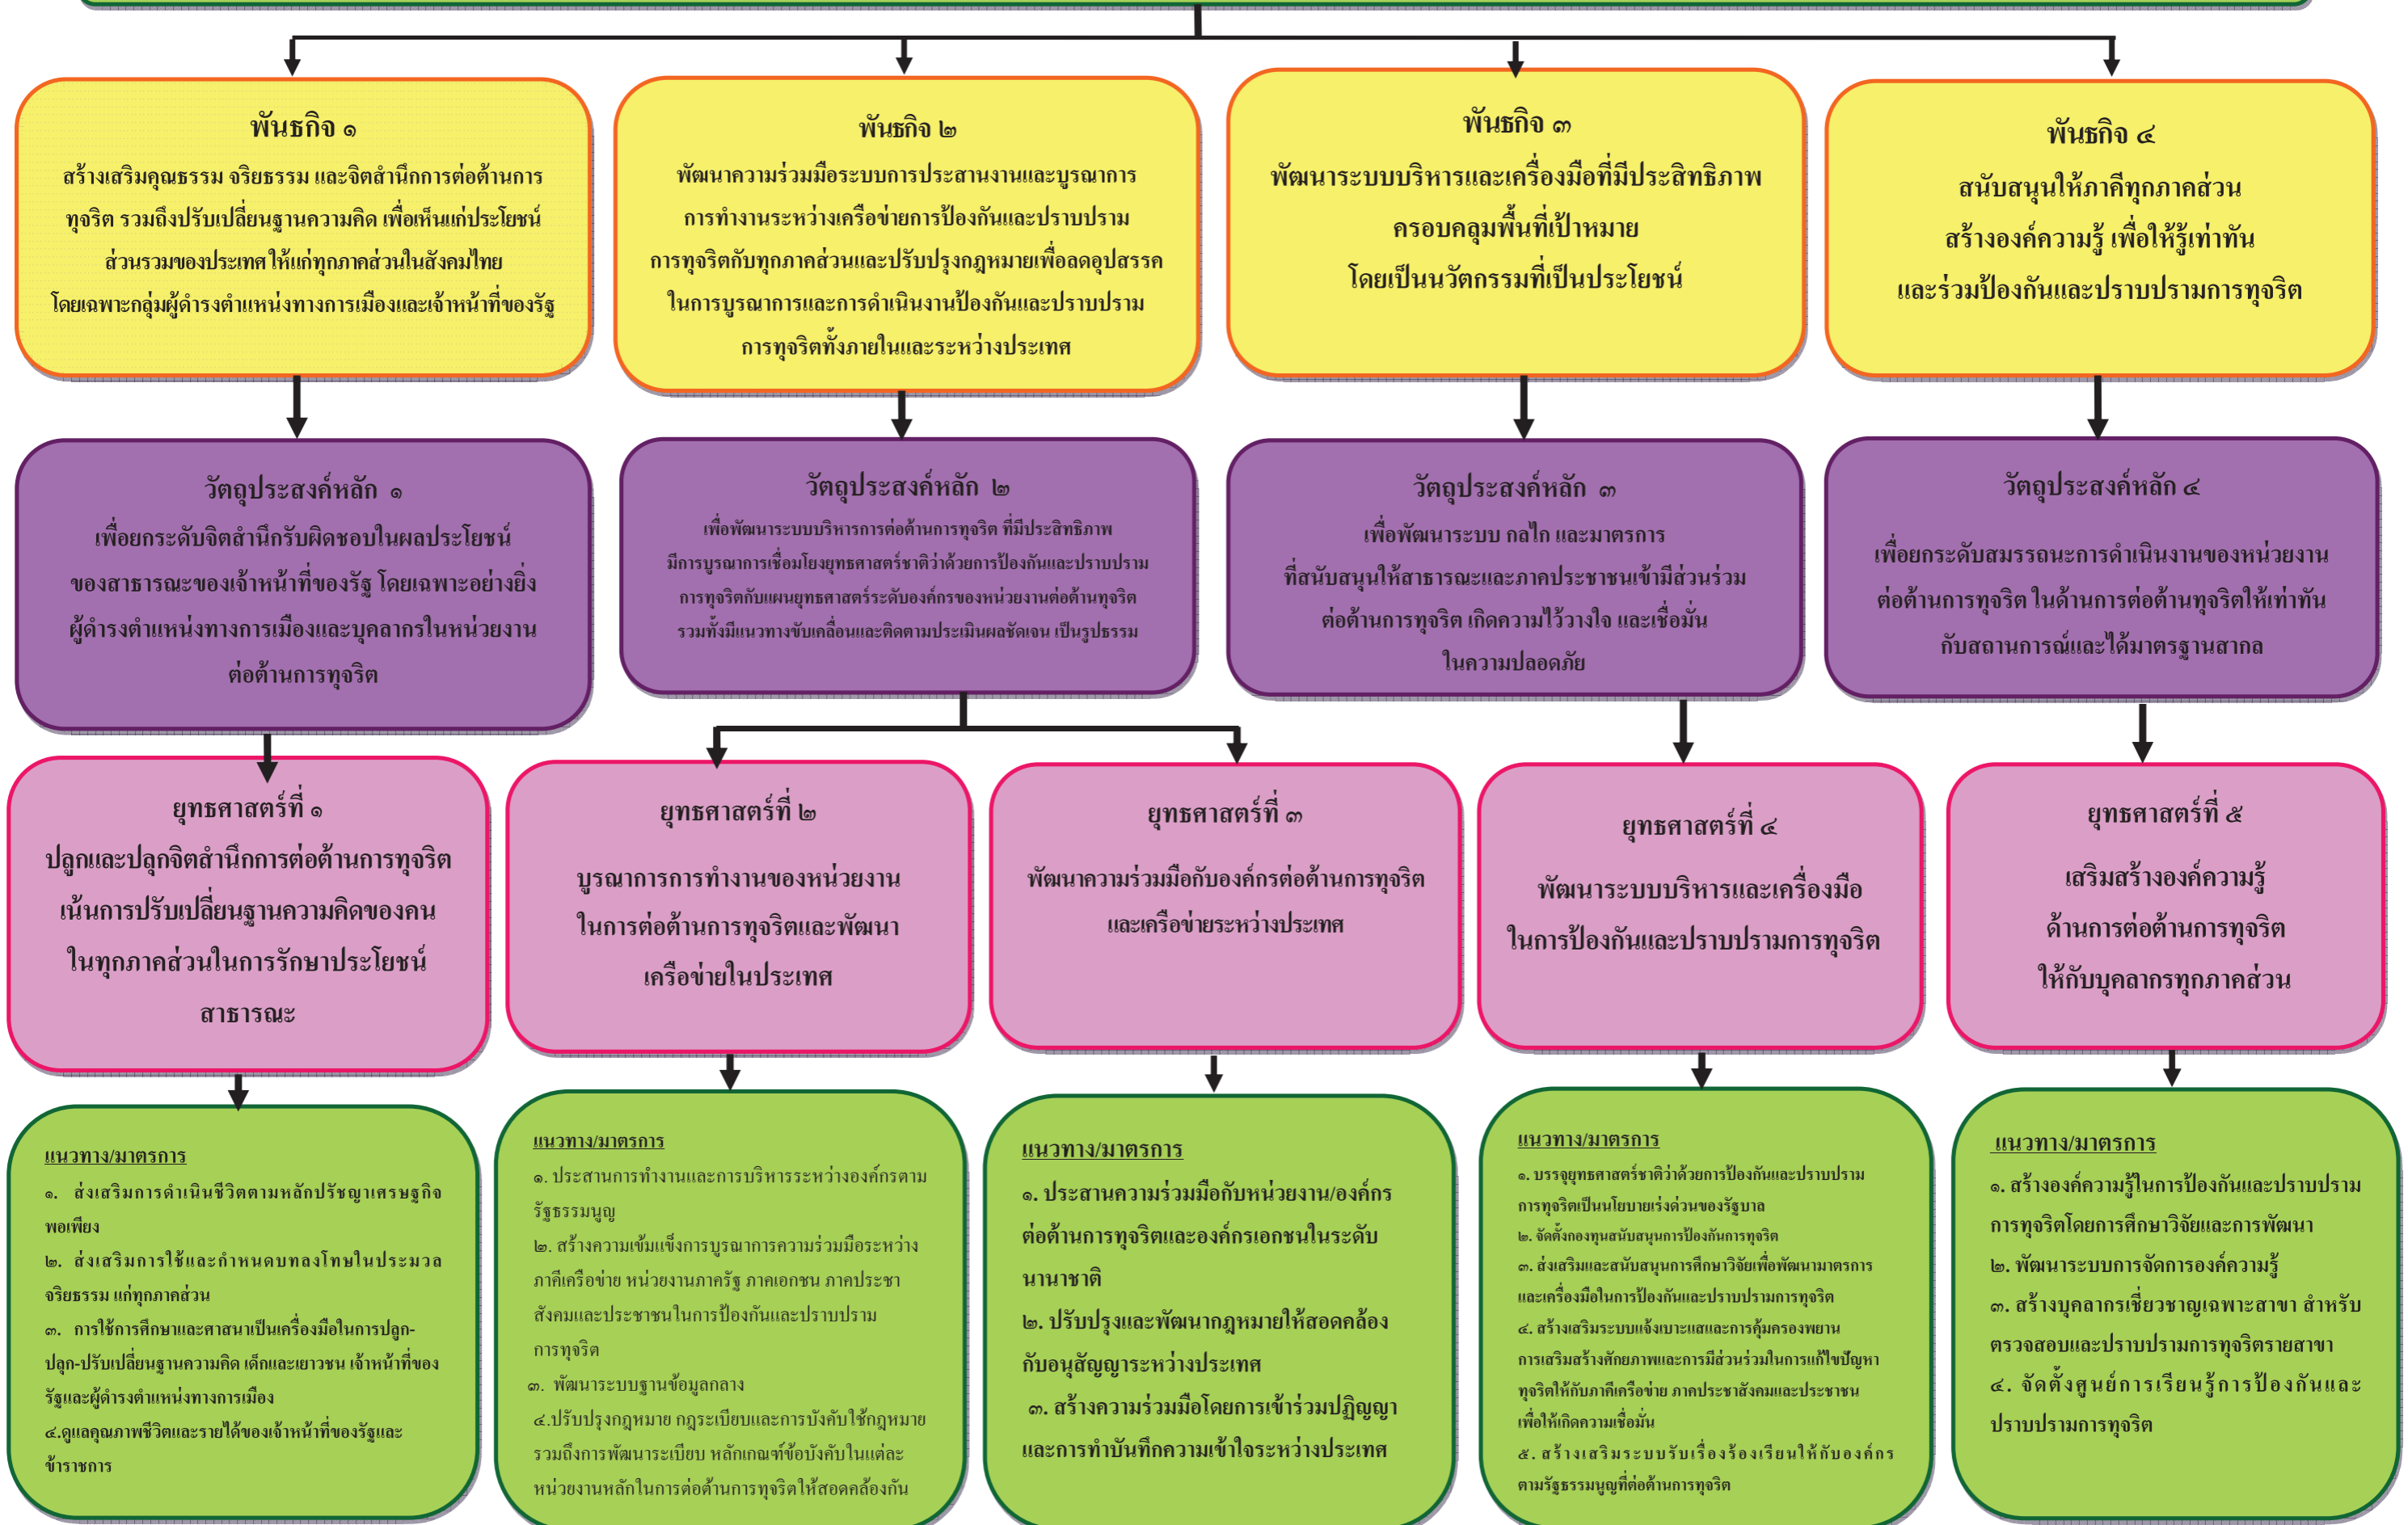 พันธกิจ ๑
สร้างเสริมคุณธรรม จริยธรรม และจิตสำนึกการต่อต้านการ
ทุจริต รวมถึงปรับเปลี่ยนฐานความคิด เพื่อเห็นแก่ประโยชน์
ส่วนรวมของประเทศ ให้แก่ทุกภาคส่วนในสังคมไทย
โดยเฉพาะกลุ่มผู้ดำรงตำแหน่งทางการเมืองและเจ้าหน้าที่ของรัฐ
พันธกิจ ๒
พัฒนาความร่วมมือระบบการประสานงานและบูรณาการ
การทำงานระหว่างเครือข่ายการป้องกันและปราบปราม
การทุจริตกับทุกภาคส่วนและปรับปรุงกฎหมายเพื่อลดอุปสรรค
ในการบูรณาการและการดำเนินงานป้องกันและปราบปราม
การทุจริตทั้งภายในและระหว่างประเทศ
พันธกิจ ๓
พัฒนาระบบบริหารและเครื่องมือที่มีประสิทธิภาพ
ครอบคลุมพื้นที่เป้าหมาย
โดยเป็นนวัตกรรมที่เป็นประโยชน์
พันธกิจ ๔
สนับสนุนให้ภาคีทุกภาคส่วน
สร้างองค์ความรู้ เพื่อให้รู้เท่าทัน
และร่วมป้องกันและปราบปรามการทุจริต
วัตถุประสงค์หลัก ๑
เพื่อยกระดับจิตสำนึกรับผิดชอบในผลประโยชน์
ของสาธารณะของเจ้าหน้าที่ของรัฐ โดยเฉพาะอย่างยิ่ง
ผู้ดำรงตำแหน่งทางการเมืองและบุคลากรในหน่วยงาน
ต่อต้านการทุจริต
วัตถุประสงค์หลัก ๒
เพื่อพัฒนาระบบบริหารการต่อต้านการทุจริต ที่มีประสิทธิภาพ
มีการบูรณาการเชื่อมโยงยุทธศาสตร์ชาติว่าด้วยการป้องกันและปราบปราม
การทุจริตกับแผนยุทธศาสตร์ระดับองค์กรของหน่วยงานต่อต้านทุจริต
รวมทั้งมีแนวทางขับเคลื่อนและติดตามประเมินผลชัดเจน เป็นรูปธรรม
วัตถุประสงค์หลัก ๓
เพื่อพัฒนาระบบ กลไก และมาตรการ
ที่สนับสนุนให้สาธารณะและภาคประชาชนเข้ามีส่วนร่วม
ต่อต้านการทุจริต เกิดความไว้วางใจ และเชื่อมั่น
ในความปลอดภัย
วัตถุประสงค์หลัก ๔
เพื่อยกระดับสมรรถนะการดำเนินงานของหน่วยงาน
ต่อต้านการทุจริต ในด้านการต่อต้านทุจริตให้เท่าทัน
กับสถานการณ์และได้มาตรฐานสากล
ยุทธศาสตร์ที่ ๑
ปลูกและปลุกจิตสำนึกการต่อต้านการทุจริต
เน้นการปรับเปลี่ยนฐานความคิดของคน
ในทุกภาคส่วนในการรักษาประโยชน์
สาธารณะ
ยุทธศาสตร์ที่ ๒
บูรณาการการทำงานของหน่วยงาน
ในการต่อต้านการทุจริตและพัฒนา
เครือข่ายในประเทศ
ยุทธศาสตร์ที่ ๓
พัฒนาความร่วมมือกับองค์กรต่อต้านการทุจริต
และเครือข่ายระหว่างประเทศ
ยุทธศาสตร์ที่ ๔
พัฒนาระบบบริหารและเครื่องมือ
ในการป้องกันและปราบปรามการทุจริต
ยุทธศาสตร์ที่ ๕
เสริมสร้างองค์ความรู้
ด้านการต่อต้านการทุจริต
ให้กับบุคลากรทุกภาคส่วน
แนวทาง/มาตรการ
๑. ส่งเสริมการดำเนินชีวิตตามหลักปรัชญาเศรษฐกิจ
พอเพียง
๒. ส่งเสริมการใช้และกำหนดบทลงโทษในประมวล
จริยธรรม แก่ทุกภาคส่วน
๓. การใช้การศึกษาและศาสนาเป็นเครื่องมือในการปลูก-
ปลุก-ปรับเปลี่ยนฐานความคิด เด็กและเยาวชน เจ้าหน้าที่ของ
รัฐและผู้ดำรงตำแหน่งทางการเมือง
๔.ดูแลคุณภาพชีวิตและรายได้ของเจ้าหน้าที่ของรัฐและ
ข้าราชการ
แนวทาง/มาตรการ
๑. ประสานการทำงานและการบริหารระหว่างองค์กรตาม
รัฐธรรมนูญ
๒. สร้างความเข้มแข็งการบูรณาการความร่วมมือระหว่าง
ภาคีเครือข่าย หน่วยงานภาครัฐ ภาคเอกชน ภาคประชา
สังคมและประชาชนในการป้องกันและปราบปราม
การทุจริต
๓. พัฒนาระบบฐานข้อมูลกลาง
๔.ปรับปรุงกฎหมาย กฎระเบียบและการบังคับใช้กฎหมาย
รวมถึงการพัฒนาระเบียบ หลักเกณฑ์ข้อบังคับในแต่ละ
หน่วยงานหลักในการต่อต้านการทุจริตให้สอดคล้องกัน
แนวทาง/มาตรการ
๑. ประสานความร่วมมือกับหน่วยงาน/องค์กร
ต่อต้านการทุจริตและองค์กรเอกชนในระดับ
นานาชาติ
๒. ปรับปรุงและพัฒนากฎหมายให้สอดคล้อง
กับอนุสัญญาระหว่างประเทศ
๓. สร้างความร่วมมือโดยการเข้าร่วมปฏิญญา
และการทำบันทึกความเข้าใจระหว่างประเทศ
แนวทาง/มาตรการ
๑. บรรจุยุทธศาสตร์ชาติว่าด้วยการป้องกันและปราบปราม
การทุจริตเป็นนโยบายเร่งด่วนของรัฐบาล
๒. จัดตั้งกองทุนสนับสนุนการป้องกันการทุจริต
๓. ส่งเสริมและสนับสนุนการศึกษาวิจัยเพื่อพัฒนามาตรการ
และเครื่องมือในการป้องกันและปราบปรามการทุจริต
๔. สร้างเสริมระบบแจ้งเบาะแสและการคุ้มครองพยาน
การเสริมสร้างศักยภาพและการมีส่วนร่วมในการแก้ไขปัญหา
ทุจริตให้กับภาคีเครือข่าย ภาคประชาสังคมและประชาชน
เพื่อให้เกิดความเชื่อมั่น
๕. สร้างเสริมระบบรับเรื่องร้องเรียนให้กับองค์กร
ตามรัฐธรรมนูญที่ต่อต้านการทุจริต
แนวทาง/มาตรการ
๑. สร้างองค์ความรู้ในการป้องกันและปราบปราม
การทุจริตโดยการศึกษาวิจัยและการพัฒนา
๒. พัฒนาระบบการจัดการองค์ความรู้
๓. สร้างบุคลากรเชี่ยวชาญเฉพาะสาขา สำหรับ
ตรวจสอบและปราบปรามการทุจริตรายสาขา
๔. จัดตั้งศูนย์การเรียนรู้การป้องกันและ
ปราบปรามการทุจริต